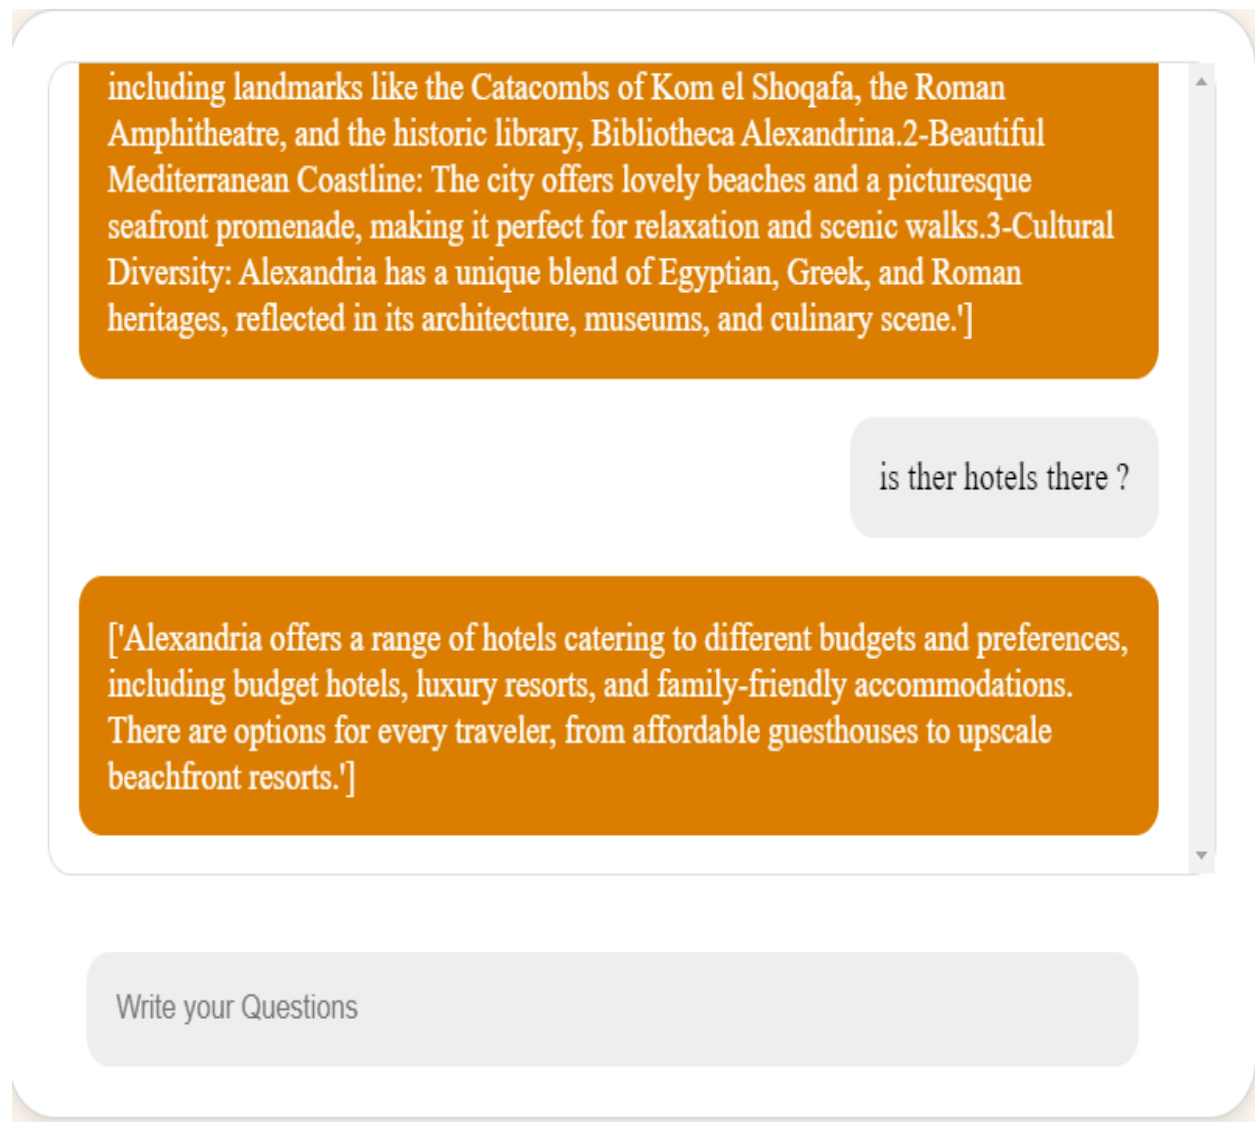 including landmarks like the Catacombs of Kom el Shoqafa, the Roman
Amphitheatre, and the historic library, Bibliotheca Alexandrina.2-Beautiful
Mediterranean Coastline: The city offers lovely beaches and a picturesque
seafront promenade, making it perfect for relaxation and scenic walks.3-Cultural
Diversity: Alexandria has a unique blend of Egyptian, Greek, and Roman
heritages, reflected in its architecture, museums, and culinary scene.']
is ther hotels there ?
['Alexandria offers a range of hotels catering to different budgets and preferences,
including budget hotels, luxury resorts, and family-friendly accommodations.
There are options for every traveler, from affordable guesthouses to upscale
beachfront resorts.']
Write your Questions